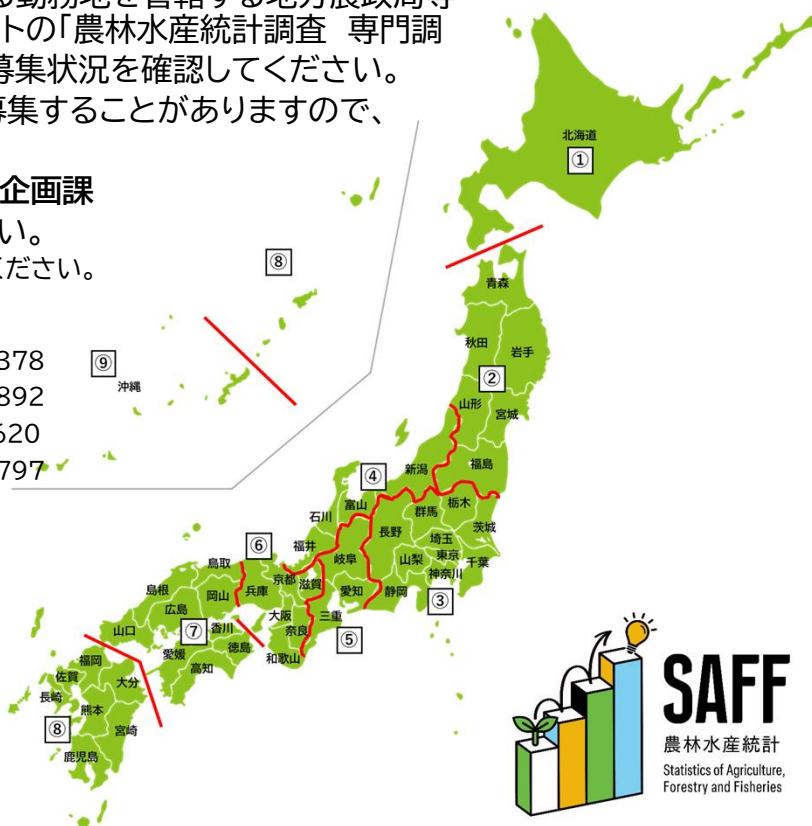 る勤務地を管轄する地方農政局等
トの「農林水産統計調査 専門調
募集状況を確認してください。
募集することがありますので、
企画課
い。
ください。
378
892
620
797
北海道
①
⑧
⑨
沖縄
青森
秋田
岩手
②
山形
宮城
福島
新潟
④
富山
石川
福井
岐阜
長野
群馬
栃木
茨城
埼玉
東京
千葉
山梨
神奈川
静岡
③
愛知
三重
⑤
⑥
鳥取
京都
滋賀
兵庫
大阪
奈良
和歌山
島根
岡山
広島
山口
⑦
香川
徳島
愛媛
高知
福岡
佐賀
大分
長崎
熊本
宮崎
⑧
鹿児島
SAFF
農林水産統計
Statistics of Agriculture,
Forestry and Fisheries